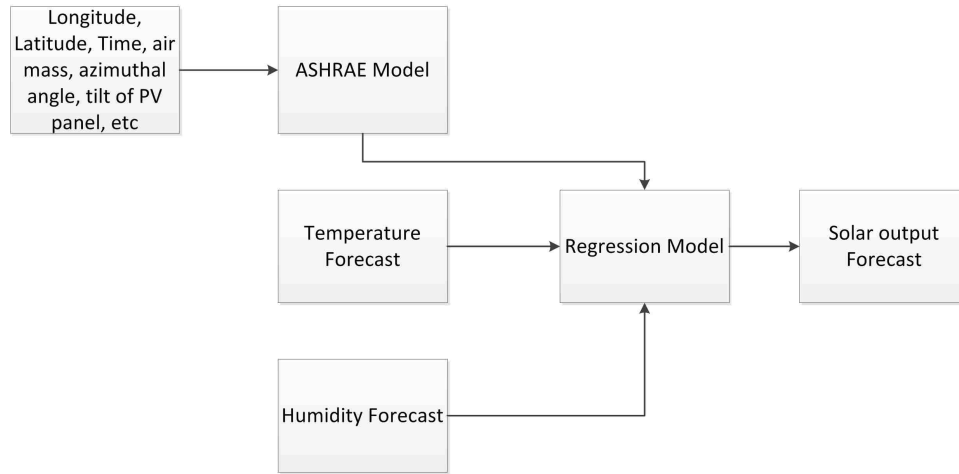 Longitude,
Latitude, Time, air
mass, azimuthal
angle, tilt of PV
panel, etc
ASHRAE Model
Temperature
Forecast
Regression Model
Solar output
Forecast
Humidity Forecast